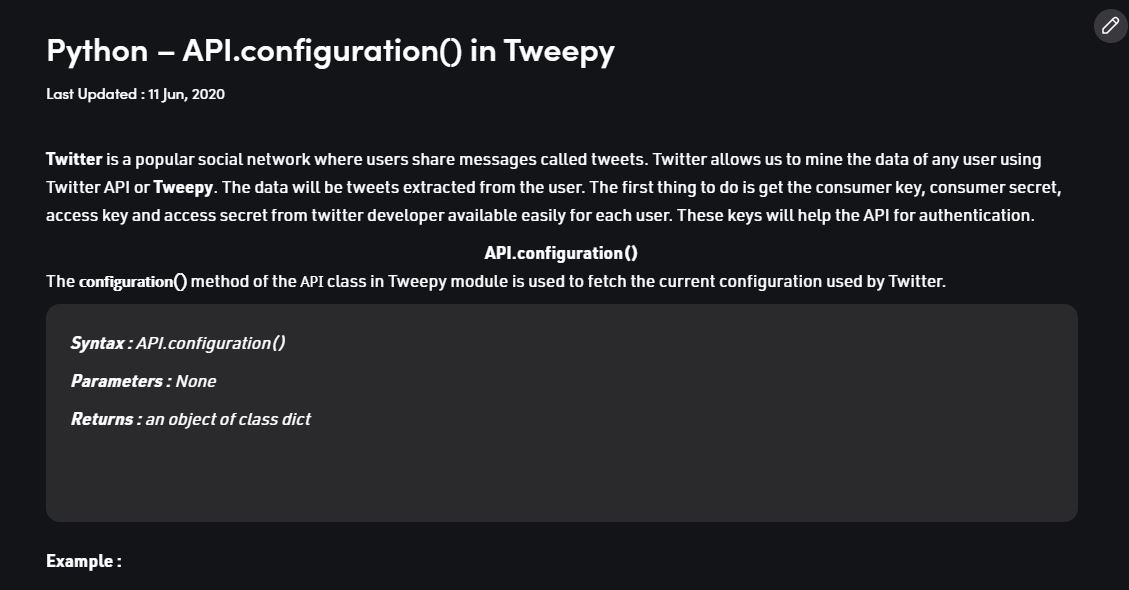 Python – API.configuration() in Tweepy
Last Updated : 11 Jun, 2020
Twitter is a popular social network where users share messages called tweets. Twitter allows us to mine the data of any user using
Twitter API or Tweepy. The data will be tweets extracted from the user. The first thing to do is get the consumer key, consumer secret,
access key and access secret from twitter developer available easily for each user. These keys will help the API for authentication.
API.configuration()
The configuration() method of the API class in Tweepy module is used to fetch the current configuration used by Twitter.
Syntax : API.configuration()
Parameters : None
Returns : an object of class dict
Example :